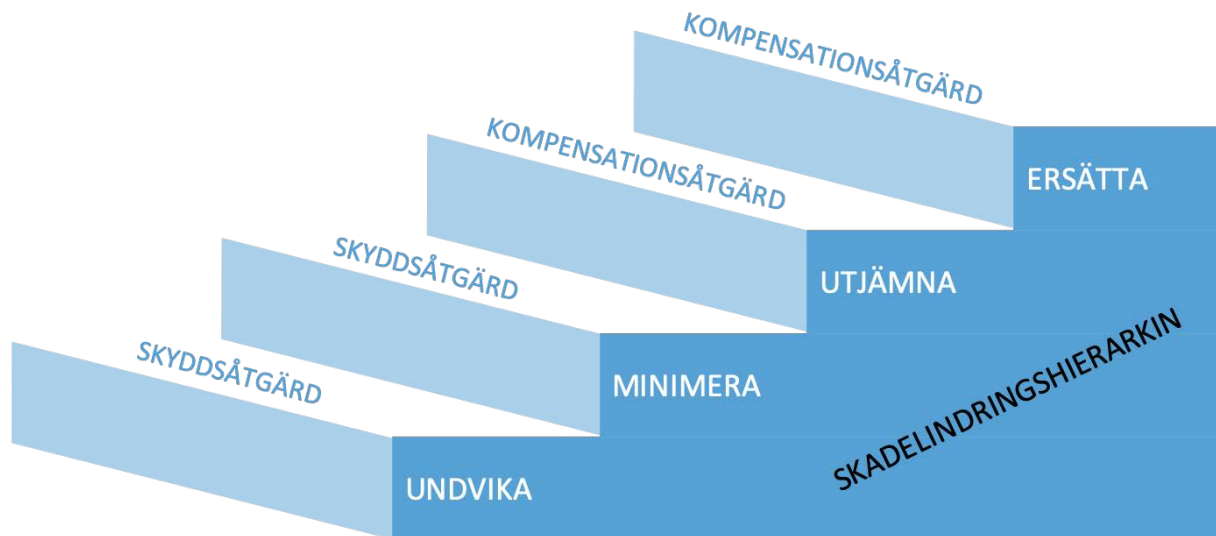 KOMPENSATIONSÅTGÄRD
ERSÄTTA
KOMPENSATIONSÅTGÄRD
UTJÄMNA
SKYDDSÅTGÄRD
MINIMERA
SKYDDSÅTGÄRD
UNDVIKA
SKADELINDRINGSHIERARKIN